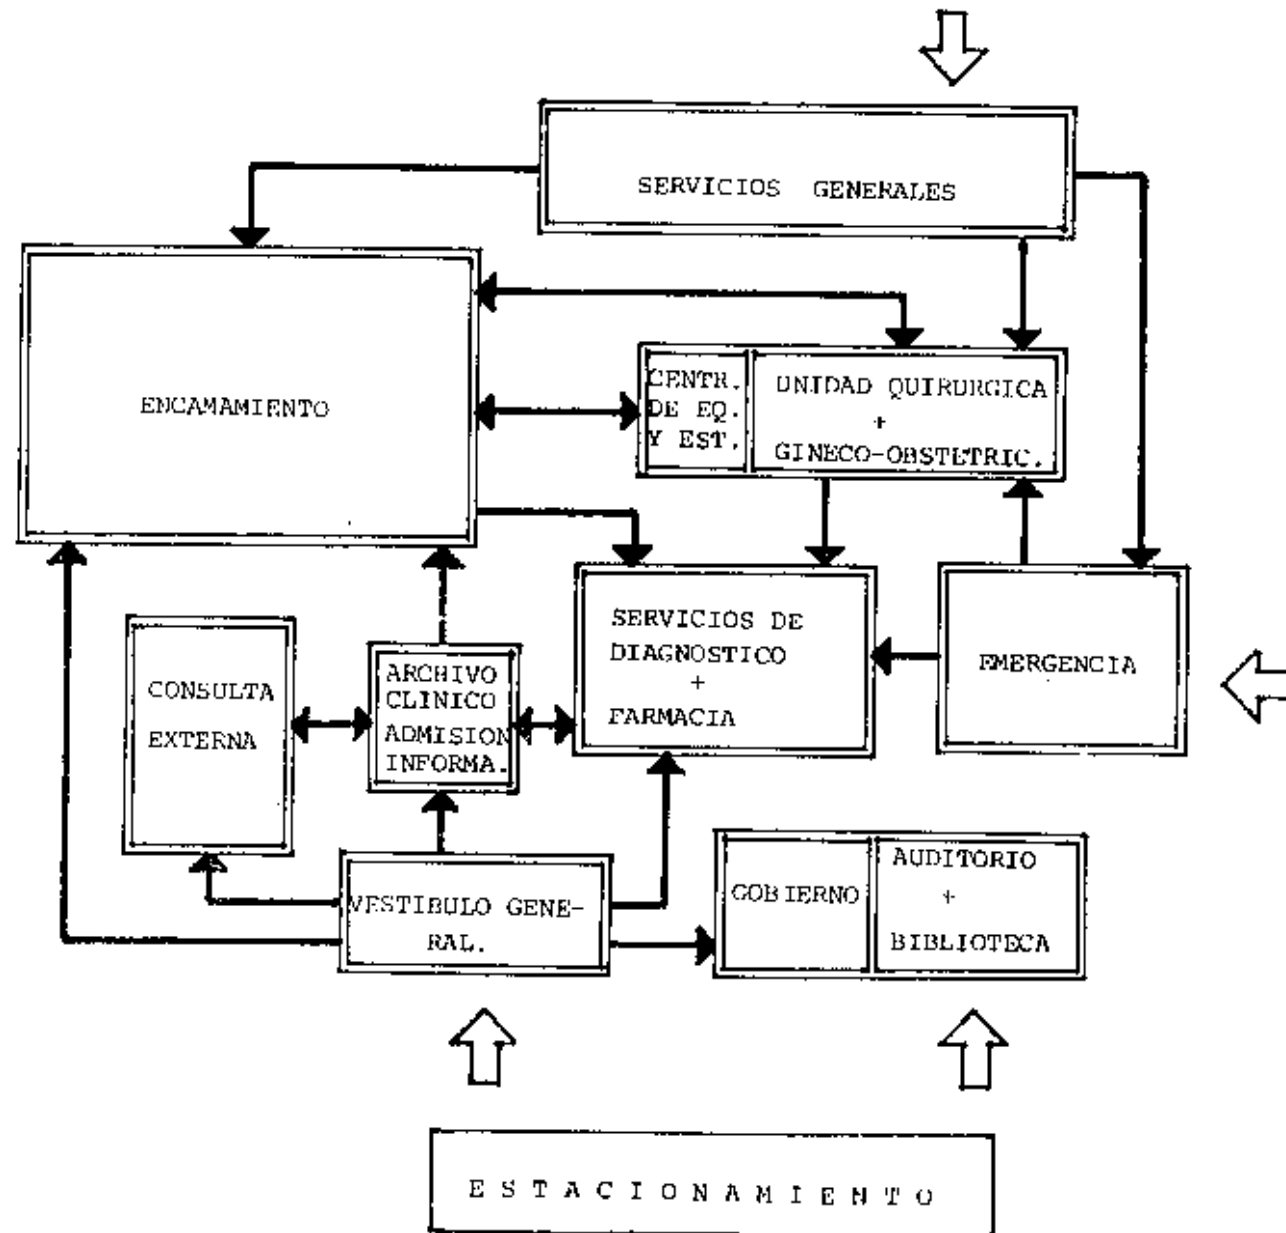 SERVICIOS GENERALES
ENCAMAMIENTO
CENTR.
DE EQ.
Y EST.
UNIDAD QUIRURGICA
+
GINECO-OBSTETRIC.
CONSULTA
EXTERNA
ARCHIVO
CLINICO
ADMISION
INFORMA.
SERVICIOS DE
DIAGNOSTICO
+
FARMACIA
EMERGENCIA
VESTIBULO GENE-
RAL.
GOBIERNO
AUDITORIO
+
BIBLIOTECA
ESTACIONAMIENTO